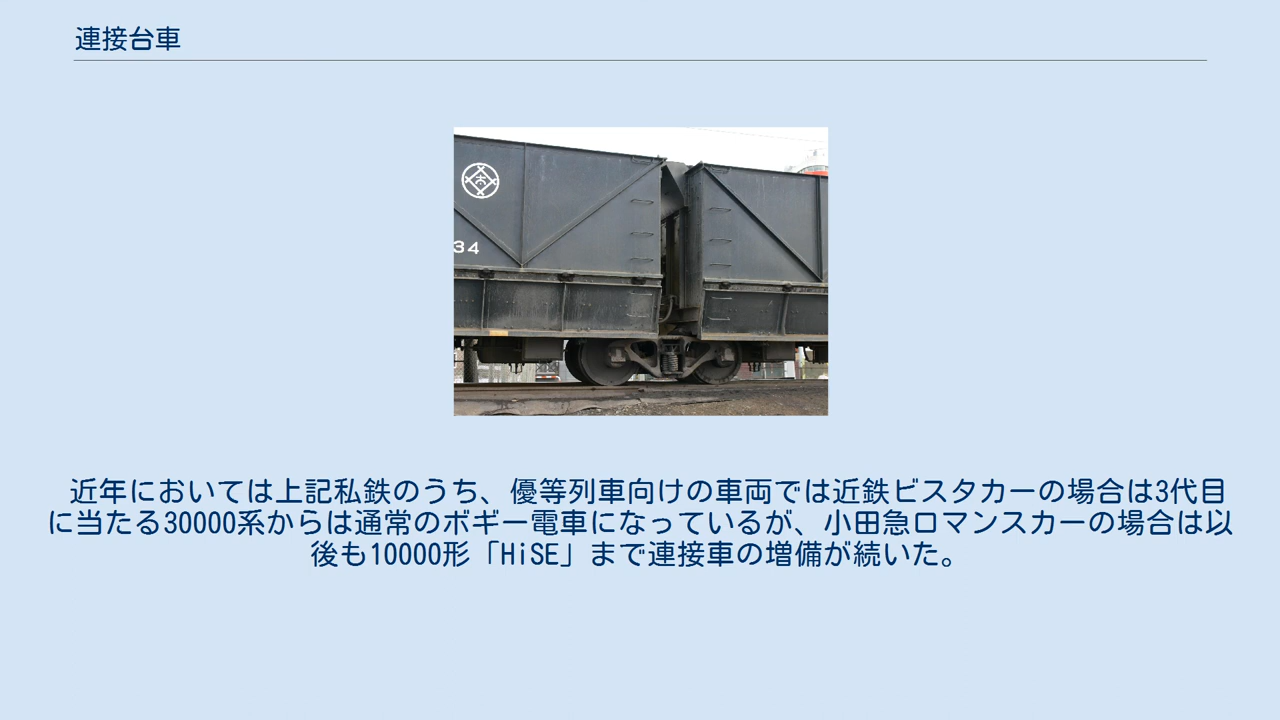 連接台車
34
近年においては上記私鉄のうち、優等列車向けの車両では近鉄ビスタカーの場合は3代目
に当たる30000系からは通常のボギー電車になっているが、小田急ロマンスカーの場合は以
後も10000形「HiSE」まで連接車の増備が続いた。